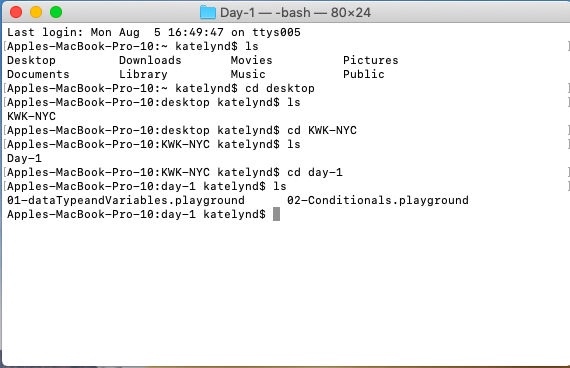 Day-1 — -bash — 80×24
Last login: Mon Aug  5 16:49:47 on ttys005
[Apples-MacBook-Pro-10:~ katelynd$ ls                                          ]
Desktop         Downloads       Movies          Pictures
Documents       Library         Music           Public
[Apples-MacBook-Pro-10:~ katelynd$ cd desktop                                  ]
[Apples-MacBook-Pro-10:desktop katelynd$ ls                                    ]
KWK-NYC
[Apples-MacBook-Pro-10:desktop katelynd$ cd KWK-NYC                            ]
[Apples-MacBook-Pro-10:KWK-NYC katelynd$ ls                                    ]
Day-1
[Apples-MacBook-Pro-10:KWK-NYC katelynd$ cd day-1                              ]
[Apples-MacBook-Pro-10:day-1 katelynd$ ls                                      ]
01-dataTypeandVariables.playground      02-Conditionals.playground
Apples-MacBook-Pro-10:day-1 katelynd$